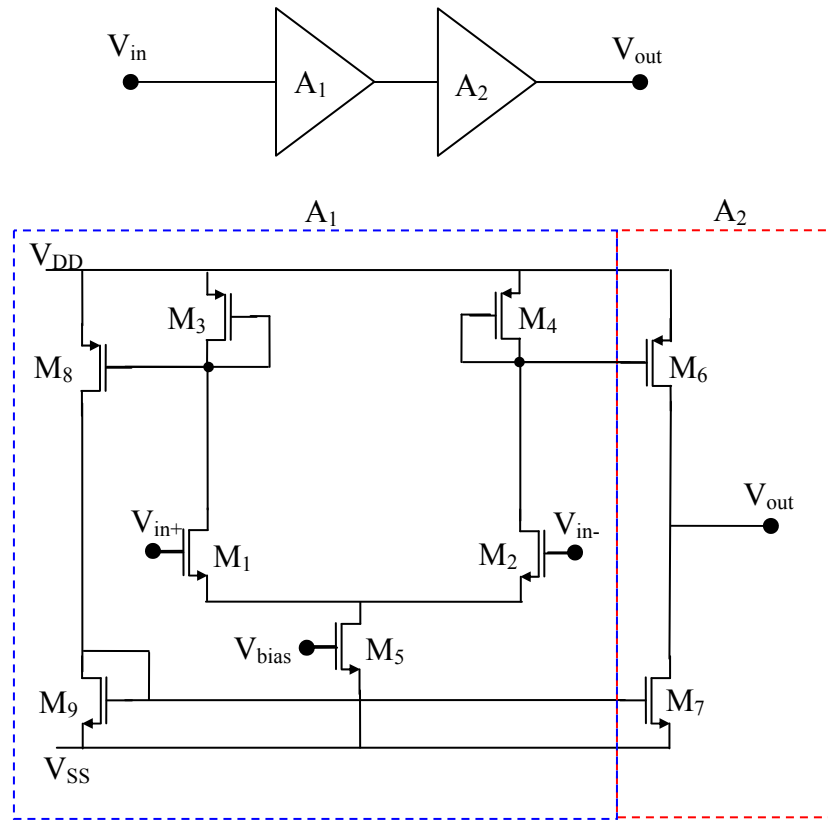 V_in A_1 A_2 V_out
A_1 A_2
V_DD
M_3 M_4
M_8 M_6
V_in+ M_1 M_2 V_in- V_out
V_bias M_5
M_9 M_7
V_SS